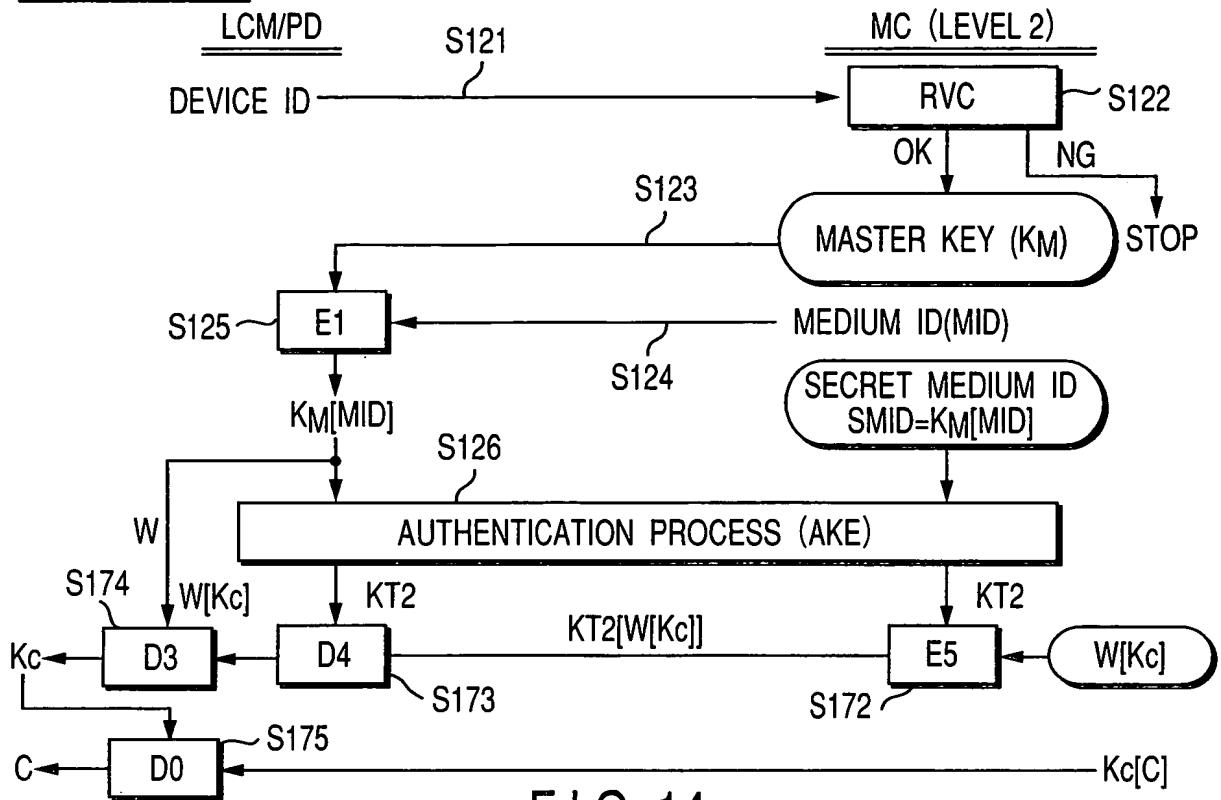 LCM/PD
MC (LEVEL 2)
S121
DEVICE ID
RVC
S122
OK
NG
S123
MASTER KEY (KM)
STOP
S125
E1
MEDIUM ID(MID)
S124
KM[MID]
SECRET MEDIUM ID
SMID=KM[MID]
S126
W
AUTHENTICATION PROCESS (AKE)
S174
W[Kc]
KT2
KT2[W[Kc]]
KT2
Kc
D3
D4
E5
W[Kc]
S173
S172
S175
C
D0
Kc[C]